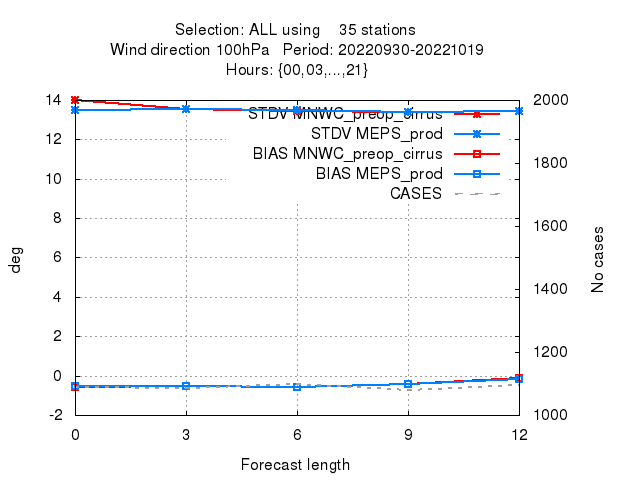 Selection: ALL using 35 stations
Wind direction 100hPa Period: 20220930-20221019
Hours: {00,03,...,21}
14
12
10
8
6
4
2
0
-2
2000
1800
1600
1400
1200
1000
0
3
6
9
12
deg
No cases
Forecast length
STDV MNWC_preop_cirrus
STDV MEPS_prod
BIAS MNWC_preop_cirrus
BIAS MEPS_prod
CASES